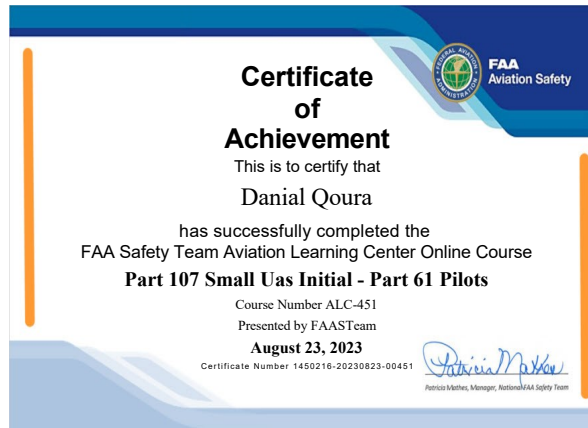 FEDERAL AVIATION ADMINISTRATION
FAA
Aviation Safety
Certificate
of
Achievement
This is to certify that
Danial Qoura
has successfully completed the
FAA Safety Team Aviation Learning Center Online Course
Part 107 Small Uas Initial - Part 61 Pilots
Course Number ALC-451
Presented by FAASTeam
August 23, 2023
Certificate Number 1450216-20230823-00451
Patricia Mathes
Patricia Mathes, Manager, National FAA Safety Team